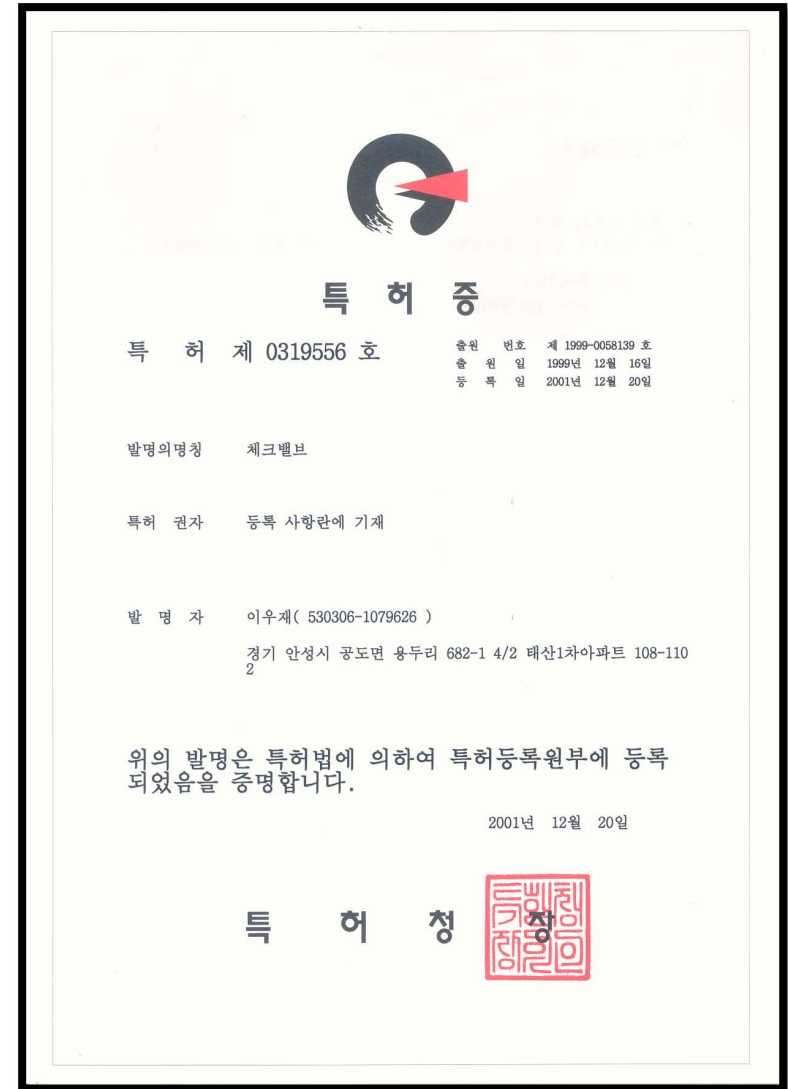 특 허 증
특 허 제 0319556 호
출원 번호 제 1999-0058139 호
출 원 일 1999년 12월 16일
등 록 일 2001년 12월 20일
발명의명칭 체크밸브
특허 권자 등록 사항란에 기재
발 명 자 이우재( 530306-1079626 )
경기 안성시 공도면 용두리 682-1 4/2 태산1차아파트 108-110
2
위의 발명은 특허법에 의하여 특허등록원부에 등록
되었음을 증명합니다.
2001년 12월 20일
특 허 청 장